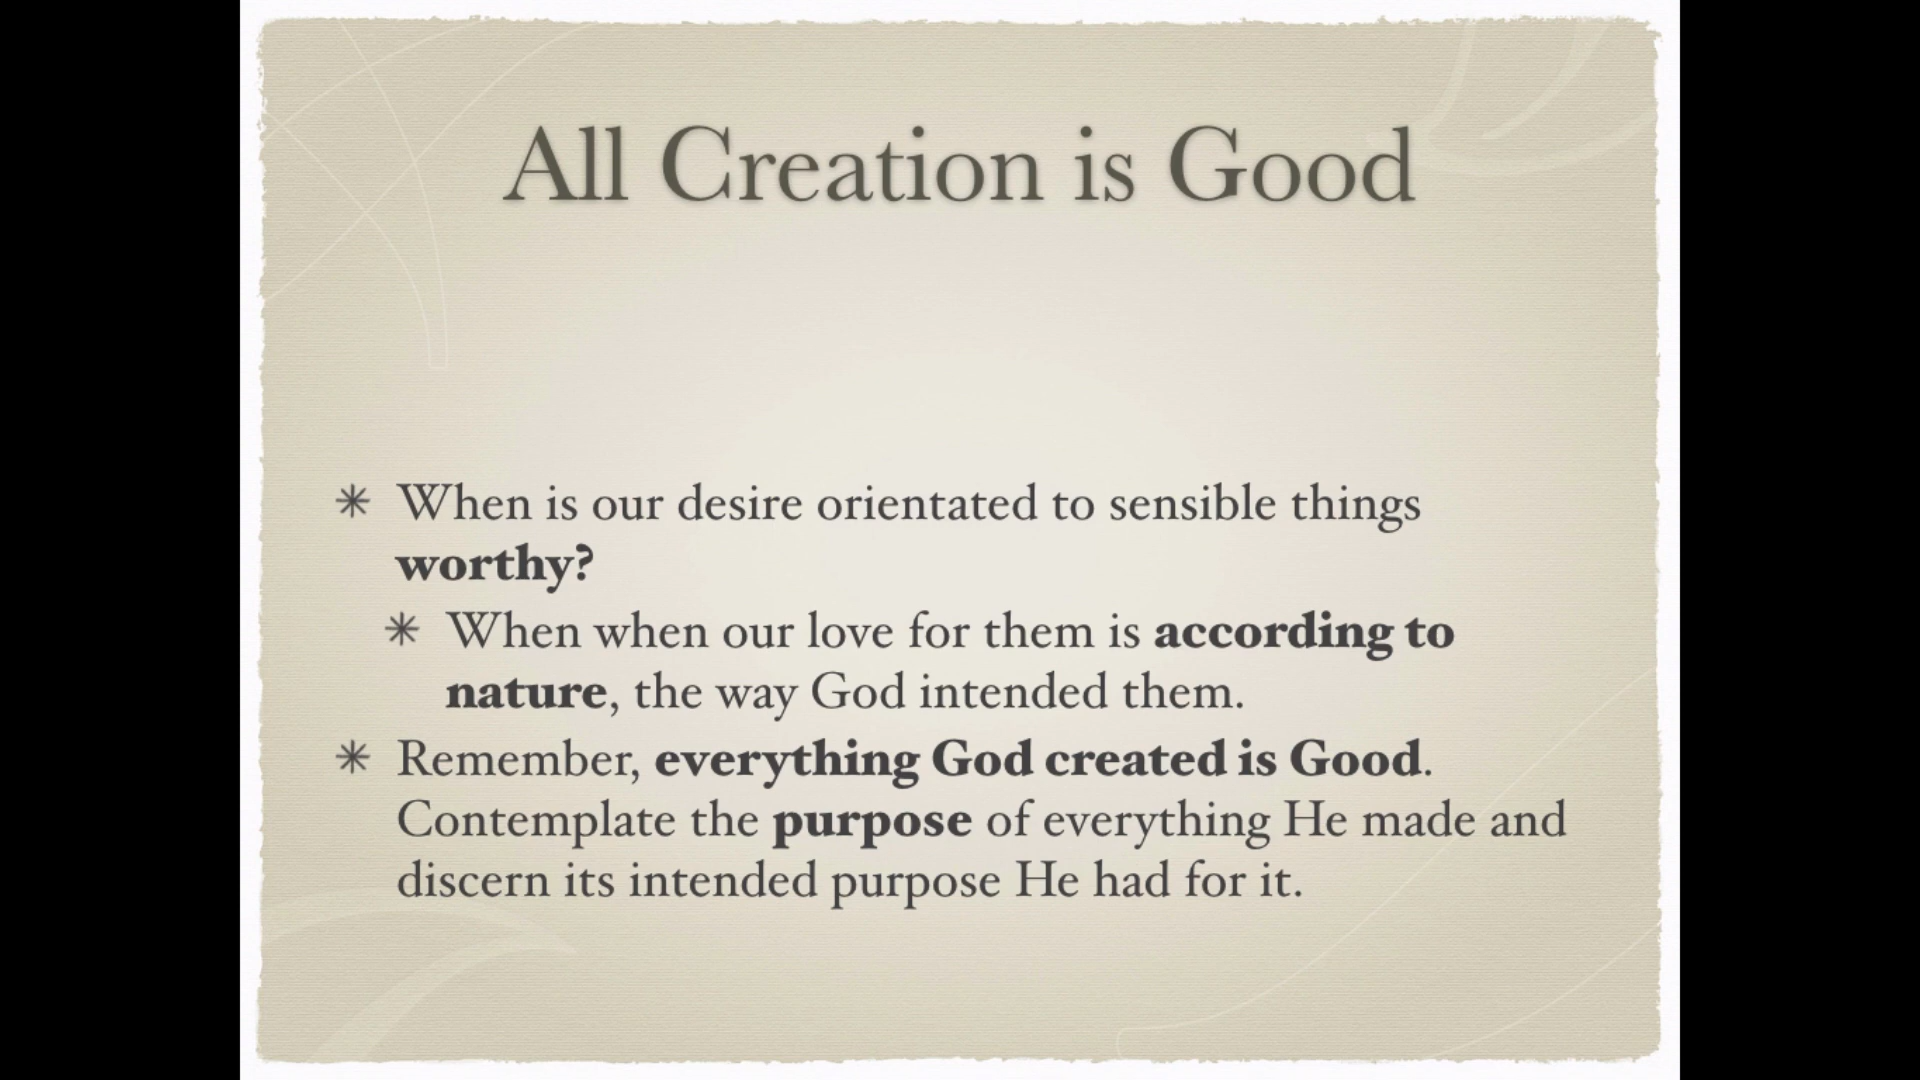 All Creation is Good
When is our desire orientated to sensible things
worthy?
When when our love for them is according to
nature, the way God intended them.
Remember, everything God created is Good.
Contemplate the purpose of everything He made and
discern its intended purpose He had for it.